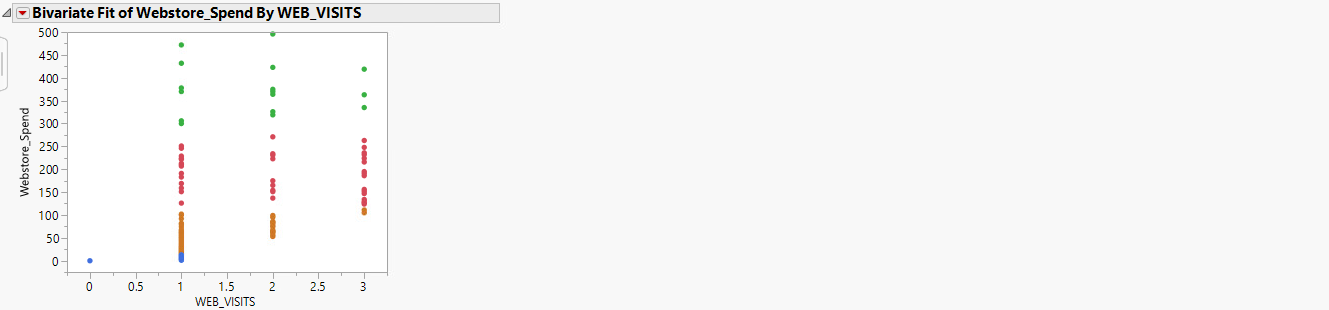 Bivariate Fit of Webstore_Spend By WEB_VISITS
500
450
400
350
300
250
200
150
100
50
0
Webstore_Spend
0 0.5 1 1.5 2 2.5 3
WEB_VISITS